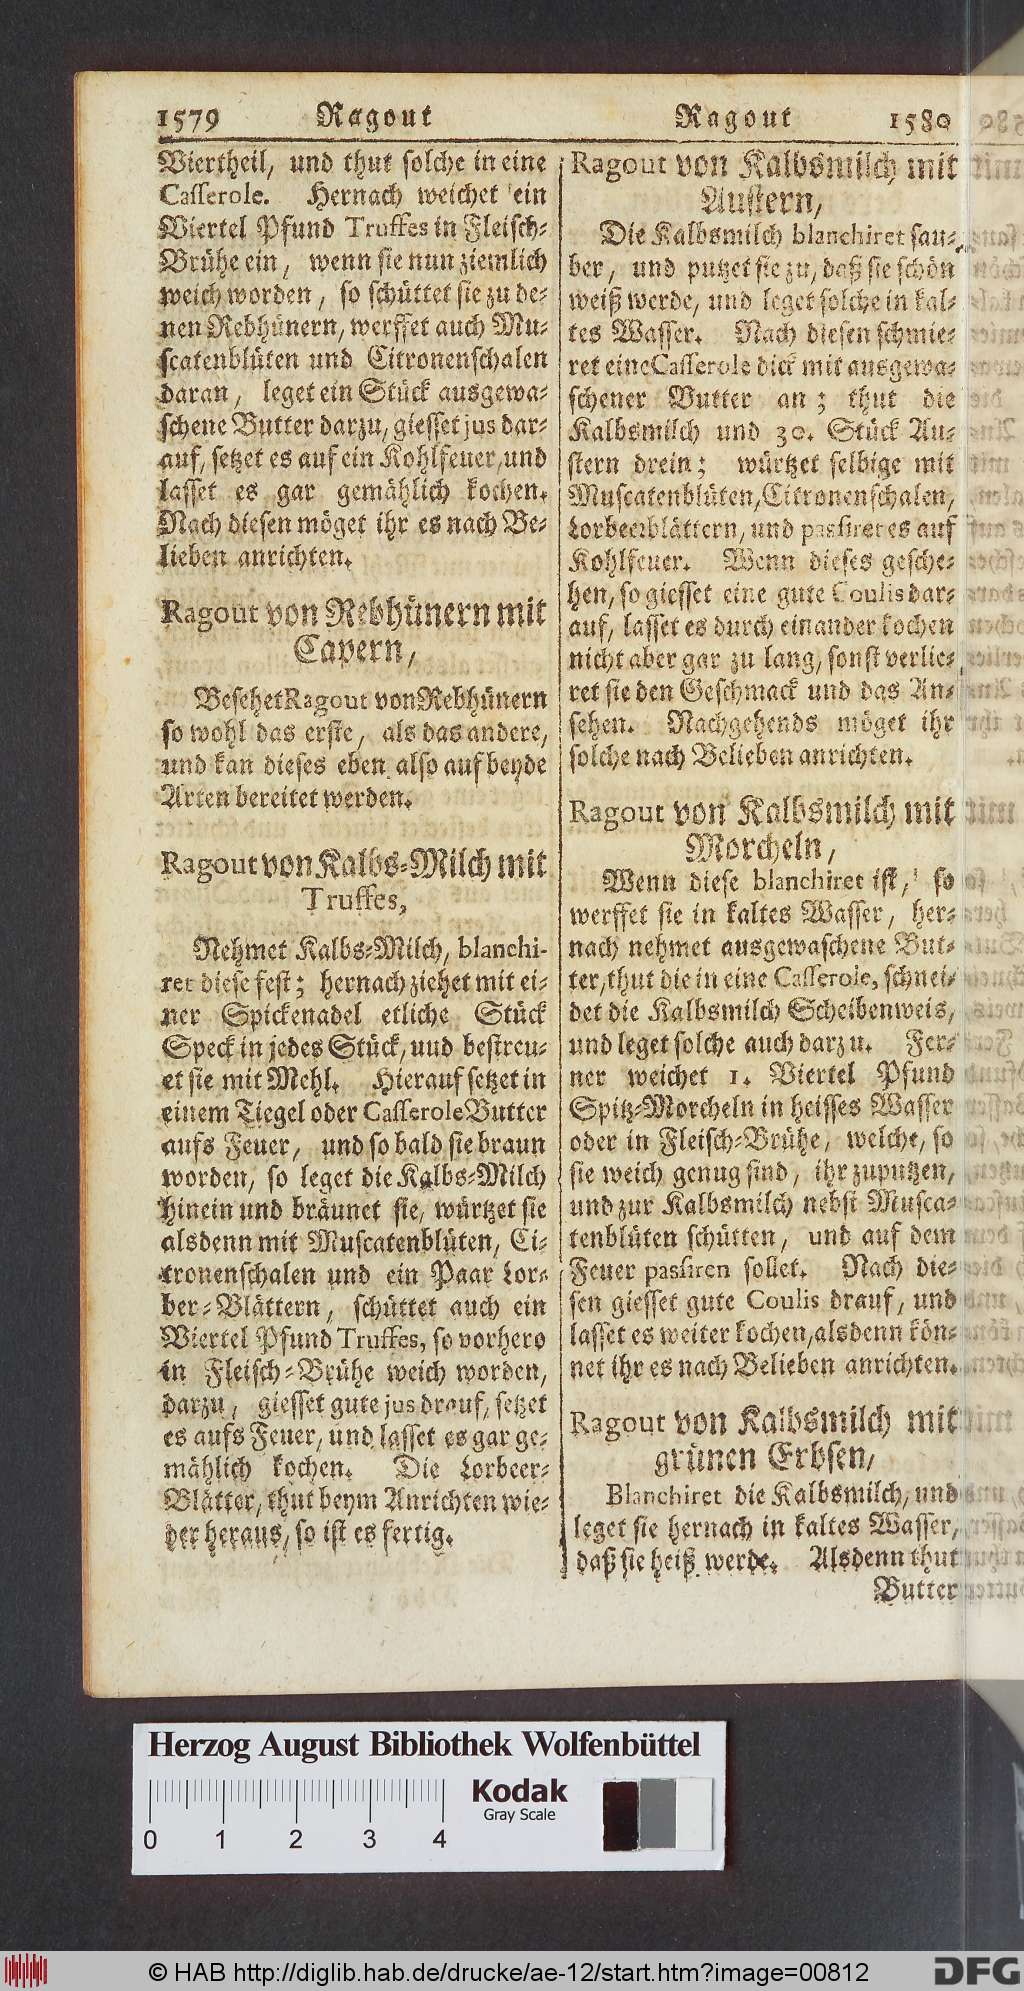 1579 Ragout
Viertheil, und thut solche in eine
Casserole. Hernach weichet ein
Viertel Pfund Truffes in Fleisch-
Brühe ein, wenn sie nun ziemlich
weich worden, so schüttet sie zu de-
nen Rebhünern, werffet auch Mu-
scatenblüten und Citronenschalen
daran, leget ein Stück ausgewa-
schene Butter darzu, giesset jus dar-
auf, setzet es auf ein Kohlfeuer, und
lasset es gar gemählich kochen.
Nach diesen möget ihr es nach Be-
lieben anrichten.
Ragout von Rebhünern mit
Capern,
Besehet Ragout von Rebhünern
so wohl das erste, als das andere,
und kan dieses eben also auf beyde
Arten bereitet werden.
Ragout von Kalbs-Milch mit
Truffes,
Nehmet Kalbs-Milch, blanchi-
ret diese fest; hernach ziehet mit ei-
ner Spickenadel etliche Stück
Speck in jedes Stück, uud bestreu-
et sie mit Mehl. Hierauf setzet in
einem Tiegel oder Casserole Butter
aufs Feuer, und so bald sie braun
worden, so leget die Kalbs-Milch
hinein und bräunet sie, würtzet sie
alsdenn mit Muscatenblüten, Ci-
tronenschalen und ein Paar Lor-
ber-Blättern, schüttet auch ein
Viertel Pfund Truffes, so vorhero
in Fleisch-Brühe weich worden,
darzu, giesset gute jus drauf, setzet
es aufs Feuer, und lasset es gar ge-
mählich kochen. Die Lorbeer-
Blätter, thut beym Anrichten wie-
der heraus, so ist es fertig.
Ragout 1580
Ragout von Kalbsmilch mit
Austern,
Die Kalbsmilch blanchiret sau-
ber, und putzet sie zu, daß sie schön
weiß werde, und leget solche in kal-
tes Wasser. Nach diesen schmie-
ret eine Casserole dick mit ausgewa-
schener Butter an; thut die
Kalbsmilch und 30. Stück Au-
stern drein; würtzet selbige mit
Muscatenblüten, Citronenschalen,
Lorbeerblättern, und passiret es auf
Kohlfeuer. Wenn dieses gesche-
hen, so giesset eine gute Coulis dar-
auf, lasset es durch einander kochen
nicht aber gar zu lang, sonst verlie-
ret sie den Geschmack und das An-
sehen. Nachgehends möget ihr
solche nach Belieben anrichten.
Ragout von Kalbsmilch mit
Morcheln,
Wenn diese blanchiret ist, so
werffet sie in kaltes Wasser, her-
nach nehmet ausgewaschene But-
ter, thut die in eine Casserole, schnei-
det die Kalbsmilch Scheibenweis,
und leget solche auch darzu. Fer-
ner weichet 1. Viertel Pfund
Spitz-Morcheln in heisses Wasser
oder in Fleisch-Brühe, welche, so
sie weich genug sind, ihr zuputzen,
und zur Kalbsmilch nebst Musca-
tenblüten schütten, und auf dem
Feuer passiren sollet. Nach die-
sen giesset gute Coulis drauf, und
lasset es weiter kochen, alsdenn kön-
net ihr es nach Belieben anrichten.
Ragout von Kalbsmilch mit
grünen Erbsen,
Blanchiret die Kalbsmilch, und
leget sie hernach in kaltes Wasser,
daß sie heiß werde. Alsdenn thut
Butter
Herzog August Bibliothek Wolfenbüttel
Kodak
Gray Scale
0 1 2 3 4
© HAB http://diglib.hab.de/drucke/ae-12/start.htm?image=00812
DFG